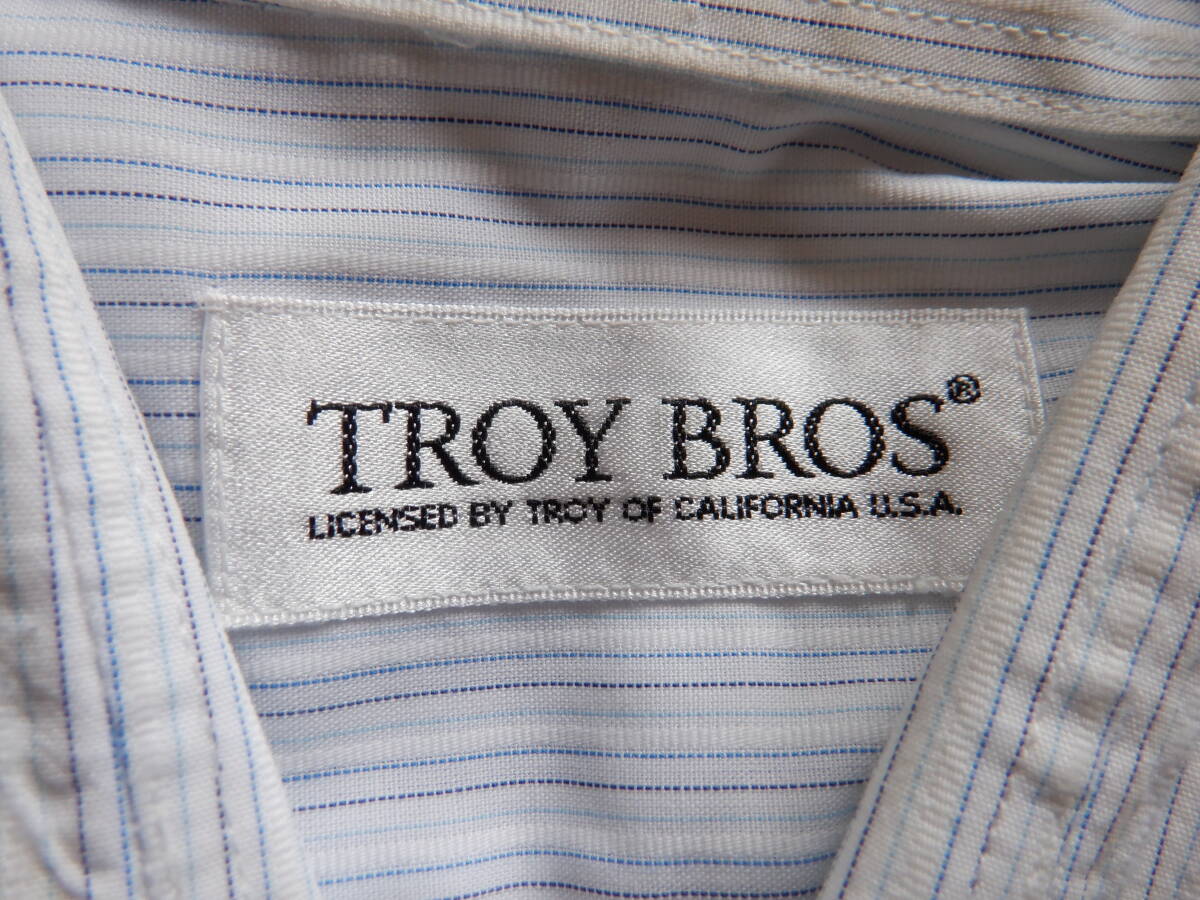 TROY BROS®
LICENSED BY TROY OF CALIFORNIA U.S.A.